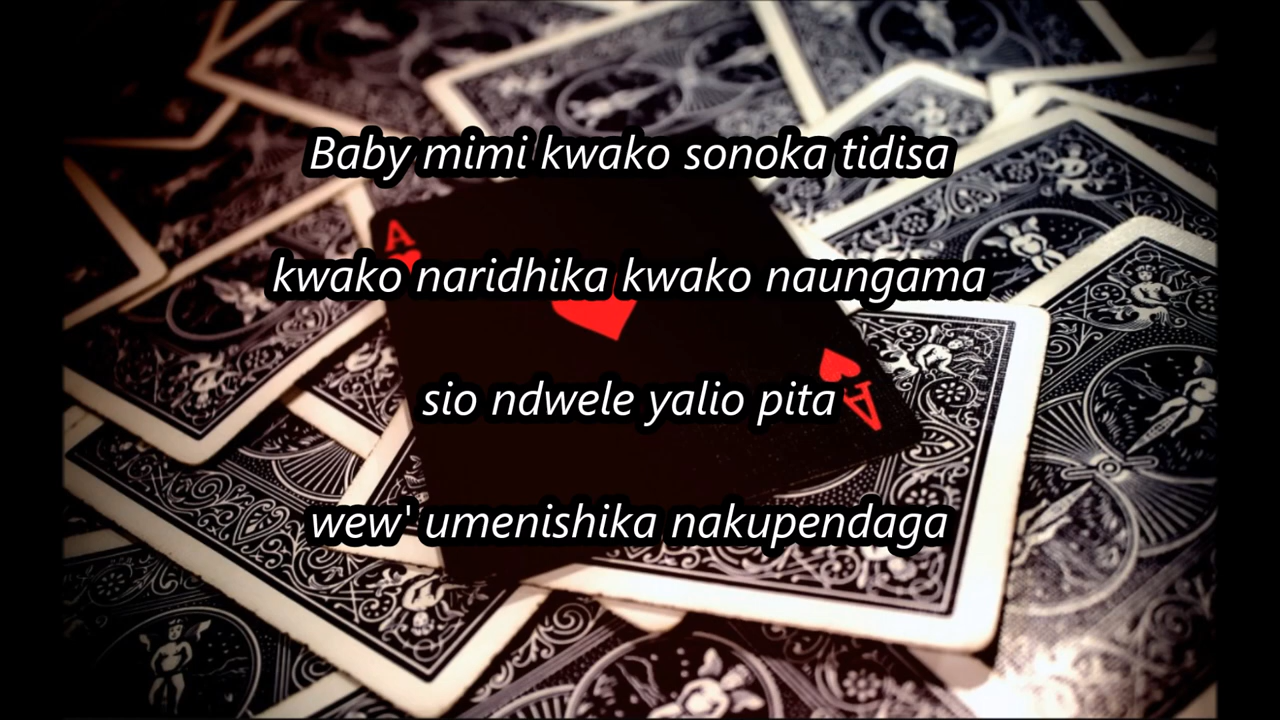 Baby mimi kwako sonoka tidisa
A
kwako naridhika kwako naungama
sio ndwele yalio pita
A
wew' umenishika nakupendaga